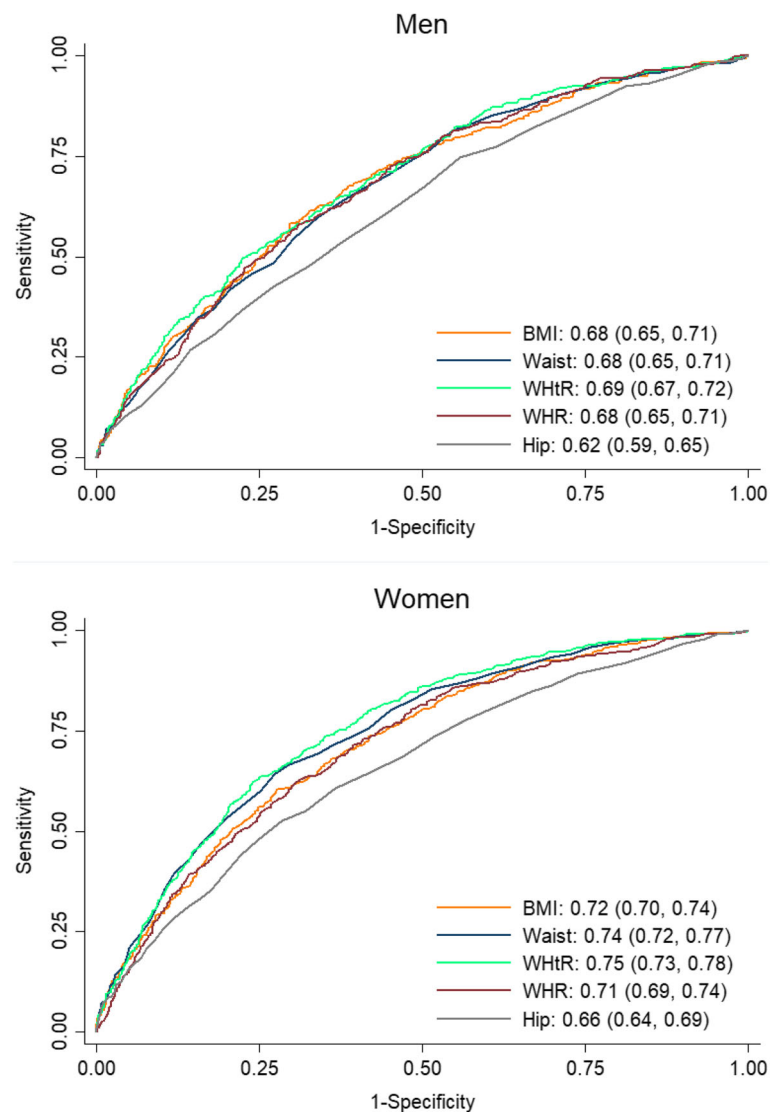 Men
1.00
0.75
0.50
0.25
0.00
Sensitivity
BMI: 0.68 (0.65, 0.71)
Waist: 0.68 (0.65, 0.71)
WHtR: 0.69 (0.67, 0.72)
WHR: 0.68 (0.65, 0.71)
Hip: 0.62 (0.59, 0.65)
0.00 0.25 0.50 0.75 1.00
1-Specificity
Women
1.00
0.75
0.50
0.25
0.00
Sensitivity
BMI: 0.72 (0.70, 0.74)
Waist: 0.74 (0.72, 0.77)
WHtR: 0.75 (0.73, 0.78)
WHR: 0.71 (0.69, 0.74)
Hip: 0.66 (0.64, 0.69)
0.00 0.25 0.50 0.75 1.00
1-Specificity